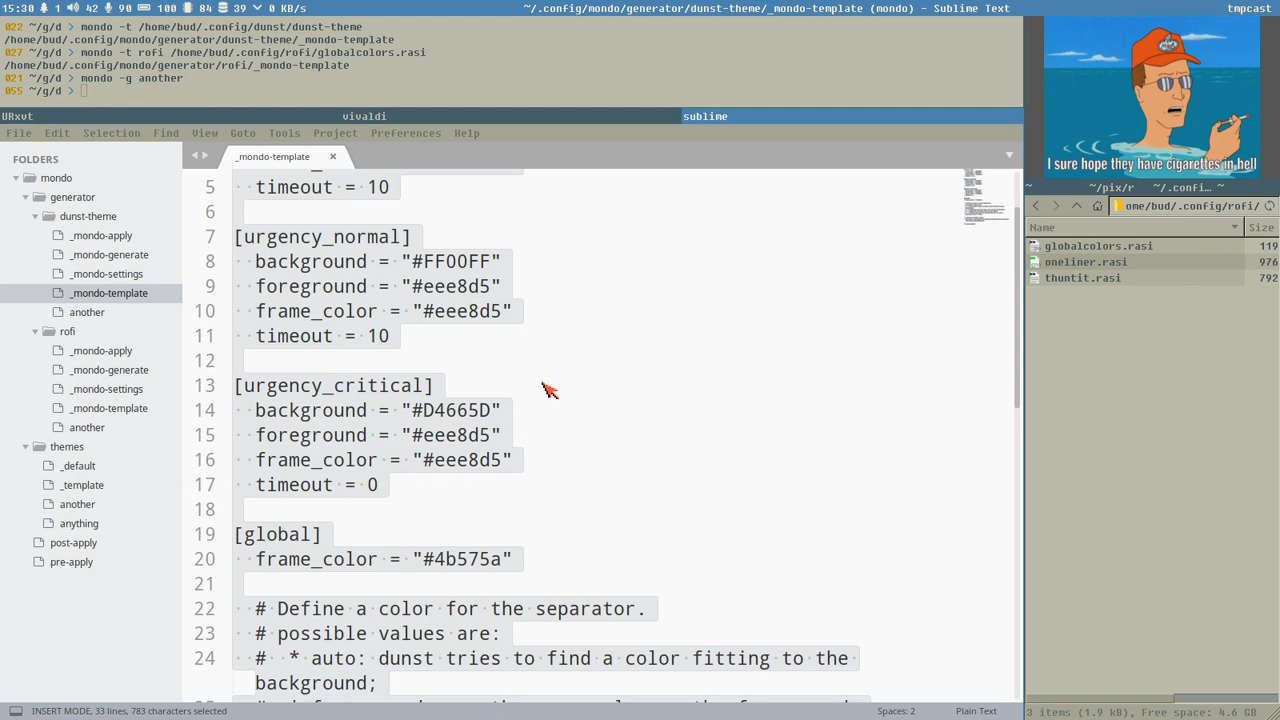 15:30 1 42 90 100 84 39 0 KB/s ~/.config/mondo/generator/dunst-theme/_mondo-template (mondo) - Sublime Text tmpcast
022 ~/g/d > mondo -t /home/bud/.config/dunst/dunst-theme
/home/bud/.config/mondo/generator/dunst-theme/_mondo-template
027 ~/g/d > mondo -t rofi /home/bud/.config/rofi/globalcolors.rasi
/home/bud/.config/mondo/generator/rofi/_mondo-template
021 ~/g/d > mondo -g another
055 ~/g/d >
URxvt vivaldi sublime
File Edit Selection Find View Goto Tools Project Preferences Help
FOLDERS
mondo
generator
dunst-theme
_mondo-apply
_mondo-generate
_mondo-settings
_mondo-template
another
rofi
_mondo-apply
_mondo-generate
_mondo-settings
_mondo-template
another
themes
_default
_template
another
anything
post-apply
pre-apply
_mondo-template ×
5 timeout = 10
6
7 [urgency_normal]
8 background = "#FF00FF"
9 foreground = "#eee8d5"
10 frame_color = "#eee8d5"
11 timeout = 10
12
13 [urgency_critical]
14 background = "#D4665D"
15 foreground = "#eee8d5"
16 frame_color = "#eee8d5"
17 timeout = 0
18
19 [global]
20 frame_color = "#4b575a"
21
22 # Define a color for the separator.
23 # possible values are:
24 # * auto: dunst tries to find a color fitting to the
background;
INSERT MODE, 33 lines, 783 characters selected Spaces: 2 Plain Text
I sure hope they have cigarettes in hell
~ ~/pix/r ~/.confi… ~
ome/bud/.config/rofi/
Name Size
globalcolors.rasi 119
oneliner.rasi 976
thuntit.rasi 792
3 items (1.9 kB), Free space: 4.6 GB